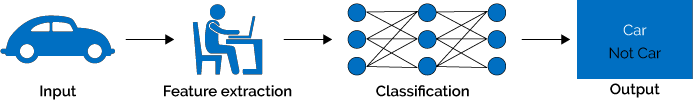 Car
Not Car
Input
Feature extraction
Classification
Output